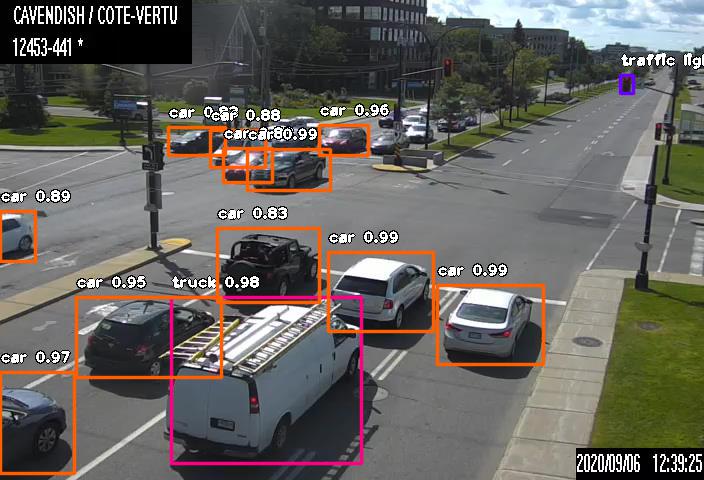 CAVENDISH / COTE-VERTU
12453-441 *
traffic ligh
car 0.88
car 0.96
car 0.99
car 0.89
car 0.83
car 0.99
car 0.99
car 0.95
truck 0.98
car 0.97
2020/09/06 12:39:25